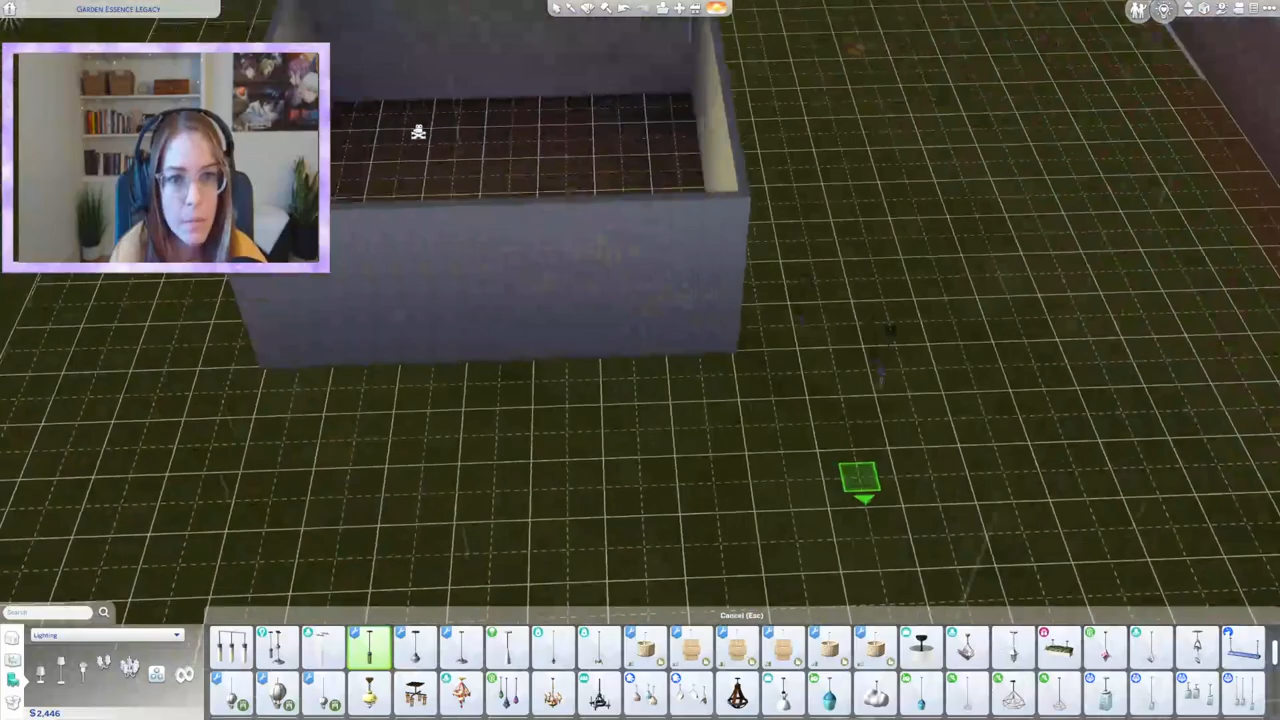 GARDEN ESSENCE LEGACY
Cancel (Esc)
Search
Lighting
§2,446